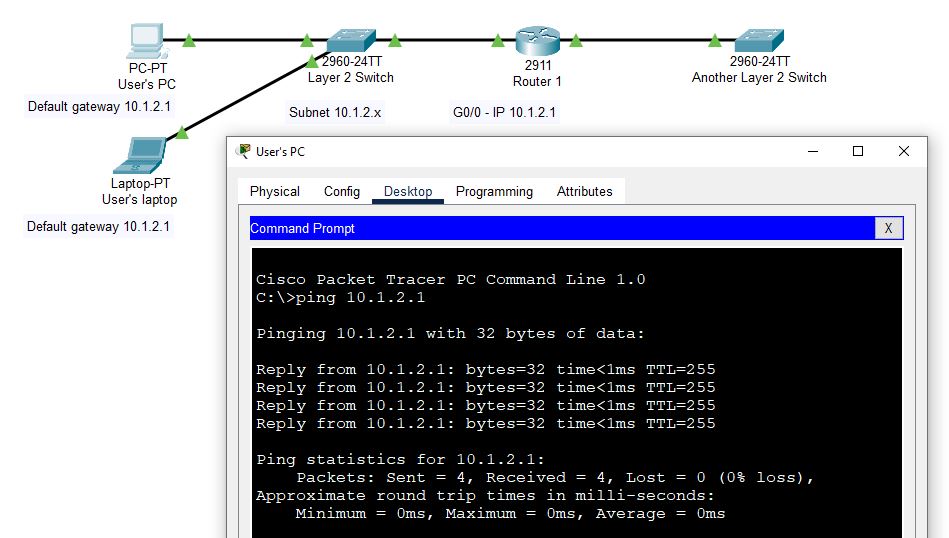 PC-PT
User's PC
Default gateway 10.1.2.1
2960-24TT
Layer 2 Switch
Subnet 10.1.2.x
2911
Router 1
G0/0 - IP 10.1.2.1
2960-24TT
Another Layer 2 Switch
Laptop-PT
User's laptop
Default gateway 10.1.2.1
User's PC
Physical Config Desktop Programming Attributes
Command Prompt X
Cisco Packet Tracer PC Command Line 1.0
C:\>ping 10.1.2.1
Pinging 10.1.2.1 with 32 bytes of data:
Reply from 10.1.2.1: bytes=32 time<1ms TTL=255
Reply from 10.1.2.1: bytes=32 time<1ms TTL=255
Reply from 10.1.2.1: bytes=32 time<1ms TTL=255
Reply from 10.1.2.1: bytes=32 time<1ms TTL=255
Ping statistics for 10.1.2.1:
Packets: Sent = 4, Received = 4, Lost = 0 (0% loss),
Approximate round trip times in milli-seconds:
Minimum = 0ms, Maximum = 0ms, Average = 0ms